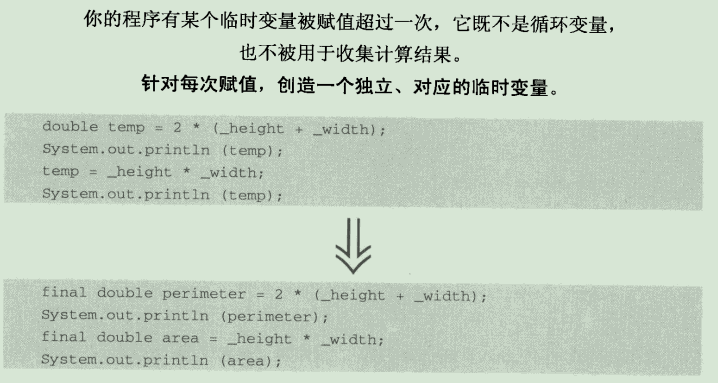 你的程序有某个临时变量被赋值超过一次，它既不是循环变量，
也不被用于收集计算结果。
针对每次赋值，创造一个独立、对应的临时变量。
double temp = 2 * (_height + _width);
System.out.println (temp);
temp = _height * _width;
System.out.println (temp);
final double perimeter = 2 * (_height + _width);
System.out.println (perimeter);
final double area = _height * _width;
System.out.println (area);